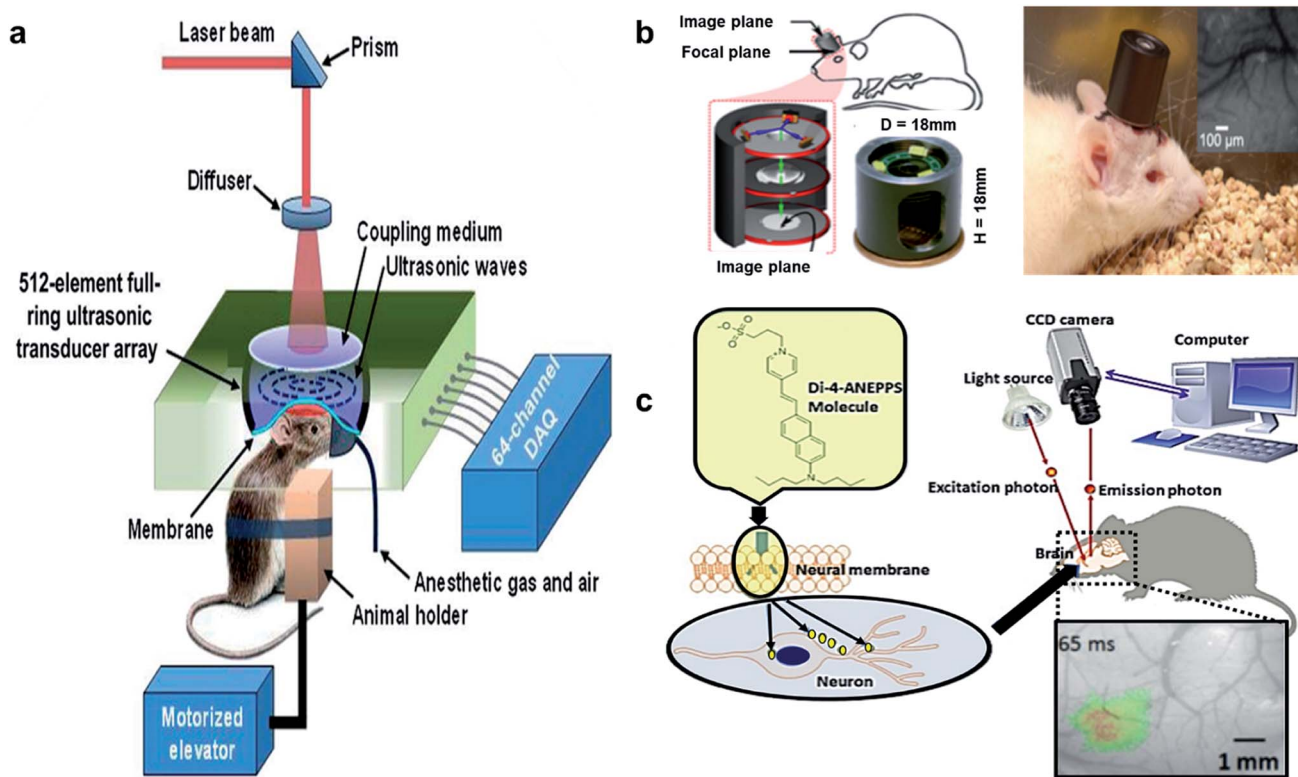 a
Laser beam
Prism
Diffuser
Coupling medium
Ultrasonic waves
512-element full-
ring ultrasonic
transducer array
64-channel
DAQ
Membrane
Anesthetic gas and air
Animal holder
Motorized
elevator
b
Image plane
Focal plane
D = 18mm
H = 18mm
Image plane
100 µm
c
O
O
S
O
N
Di-4-ANEPPS
Molecule
N
Neural membrane
Neuron
CCD camera
Computer
Light source
Excitation photon
Emission photon
Brain
65 ms
1 mm